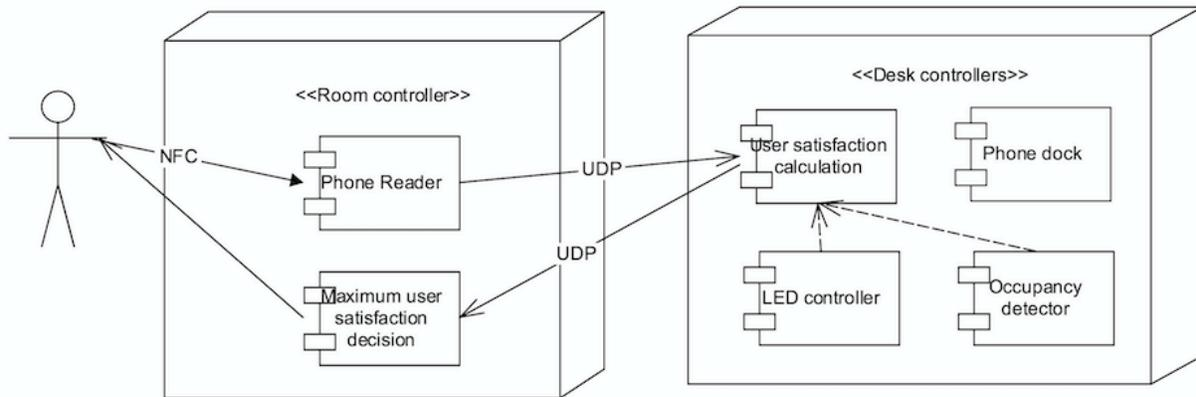 <<Room controller>>
NFC
Phone Reader
UDP
UDP
Maximum user
satisfaction
decision
<<Desk controllers>>
User satisfaction
calculation
Phone dock
LED controller
Occupancy
detector